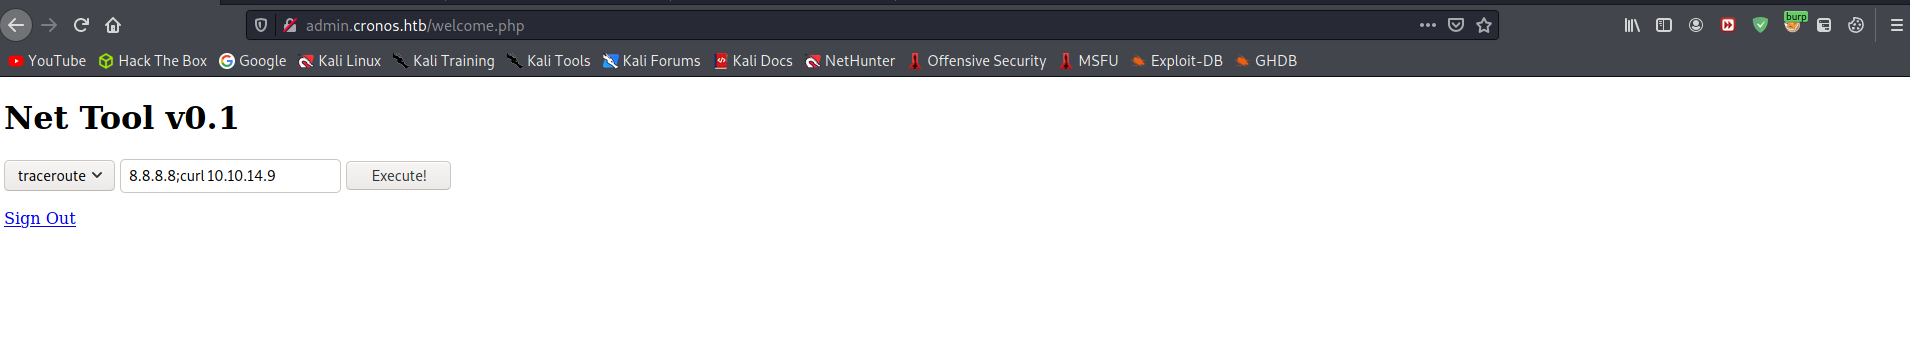 burp
admin.cronos.htb/welcome.php
YouTube Hack The Box Google Kali Linux Kali Training Kali Tools Kali Forums Kali Docs NetHunter Offensive Security MSFU Exploit-DB GHDB
Net Tool v0.1
traceroute 8.8.8.8;curl 10.10.14.9 Execute!
Sign Out